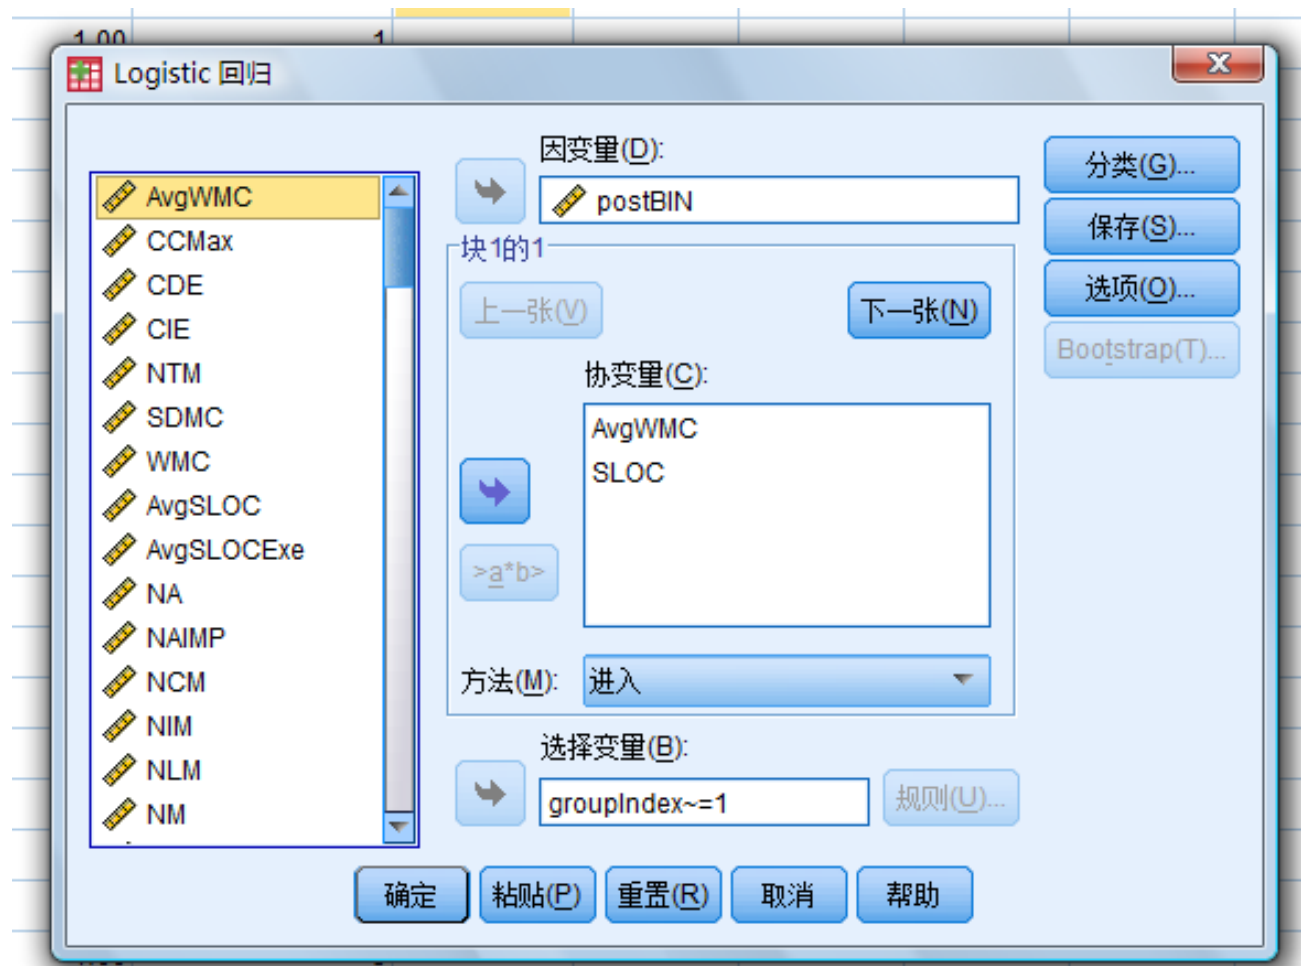 1.00 1
Logistic 回归
因变量(D):
postBIN
分类(G)...
保存(S)...
选项(O)...
Bootstrap(T)...
AvgWMC
CCMax
CDE
CIE
NTM
SDMC
WMC
AvgSLOC
AvgSLOCExe
NA
NAIMP
NCM
NIM
NLM
NM
块1的1
上一张(V)
下一张(N)
协变量(C):
AvgWMC
SLOC
>a*b>
方法(M): 进入
选择变量(B):
groupIndex~=1
规则(U)...
确定 粘贴(P) 重置(R) 取消 帮助